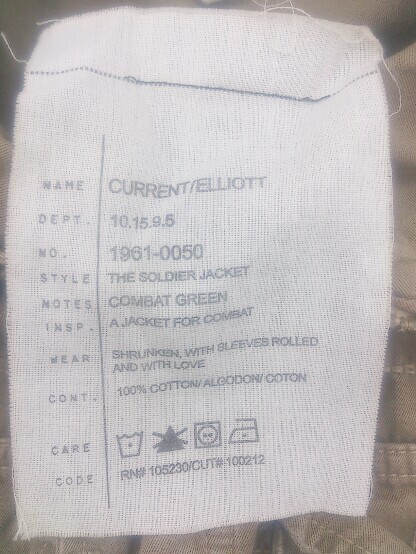 NAME CURRENT/ELLIOTT
DEPT. 10.15.9.5
NO. 1961-0050
STYLE THE SOLDIER JACKET
NOTES COMBAT GREEN
INSP. A JACKET FOR COMBAT
WEAR SHRUNKEN, WITH SLEEVES ROLLED
AND WITH LOVE
CONT. 100% COTTON/ALGODON/COTON
CARE
CODE RN# 105230/CUT# 100212